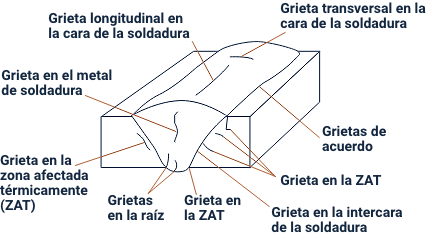 Grieta longitudinal en
la cara de la soldadura
Grieta transversal en la
cara de la soldadura
Grieta en el metal
de soldadura
Grietas de
acuerdo
Grieta en la
zona afectada
térmicamente
(ZAT)
Grietas
en la raíz
Grieta en
la ZAT
Grieta en la ZAT
Grieta en la intercara
de la soldadura